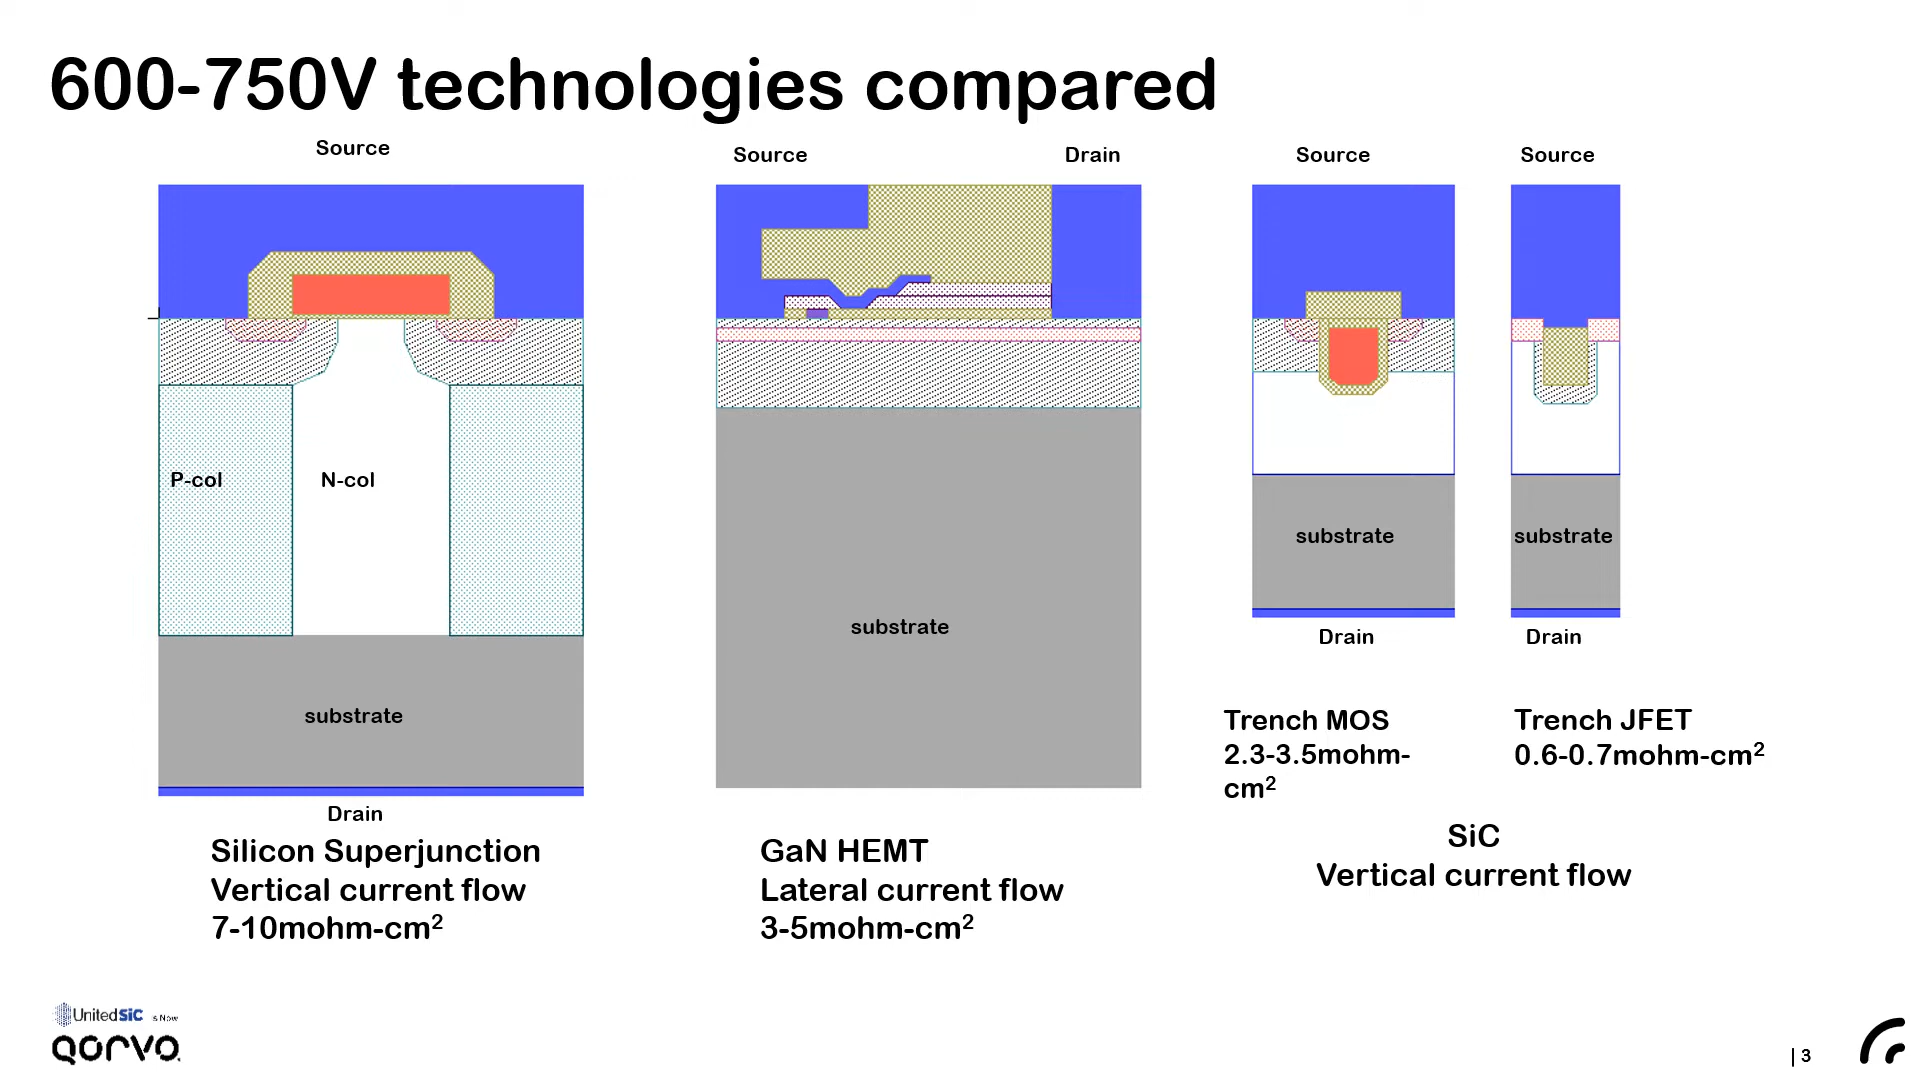 600-750V technologies compared
Source
Source
Drain
Source
Source
P-col
N-col
substrate
Drain
substrate
substrate
Drain
substrate
Drain
Silicon Superjunction
Vertical current flow
7-10mohm-cm²
GaN HEMT
Lateral current flow
3-5mohm-cm²
Trench MOS
2.3-3.5mohm-
cm²
Trench JFET
0.6-0.7mohm-cm²
SiC
Vertical current flow
UnitedSiC is Now
QORVO
| 3